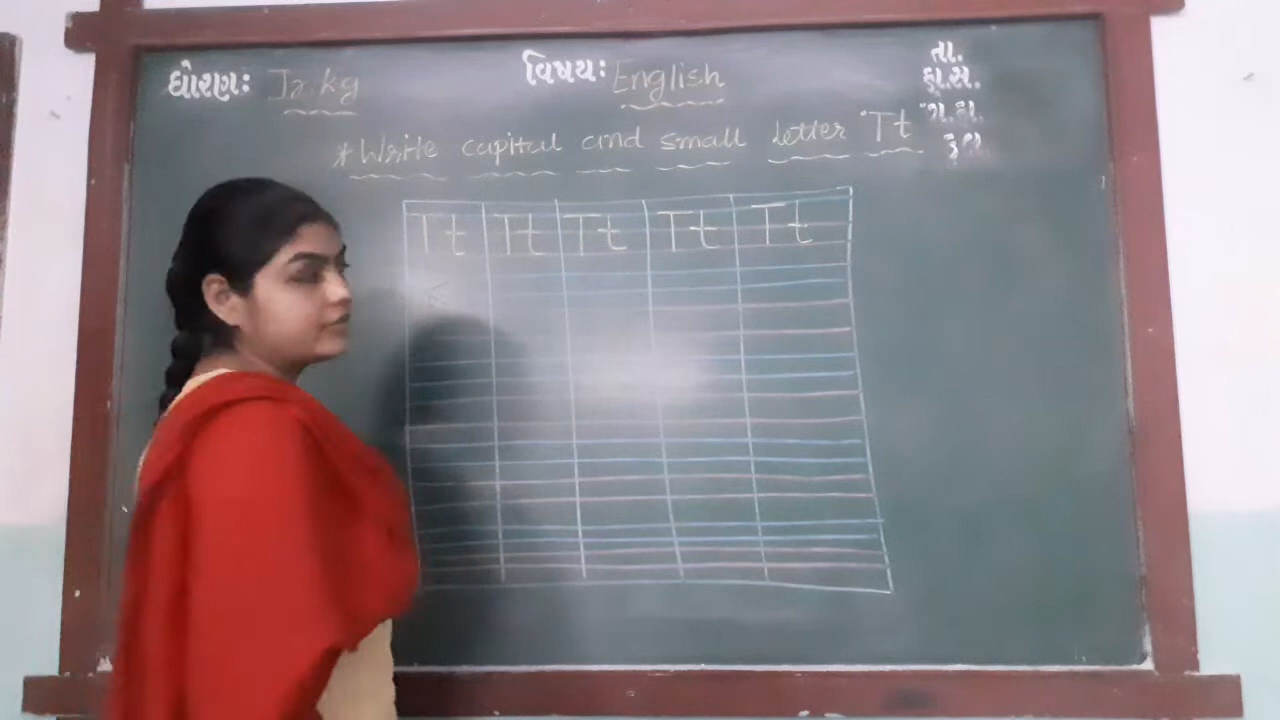 ધોરણ: Jr.kg વિષય: English તા.
હા.સ.
* Write capital and small letter "Tt ગે.હા.
કુલ
Tt Tt Tt Tt Tt